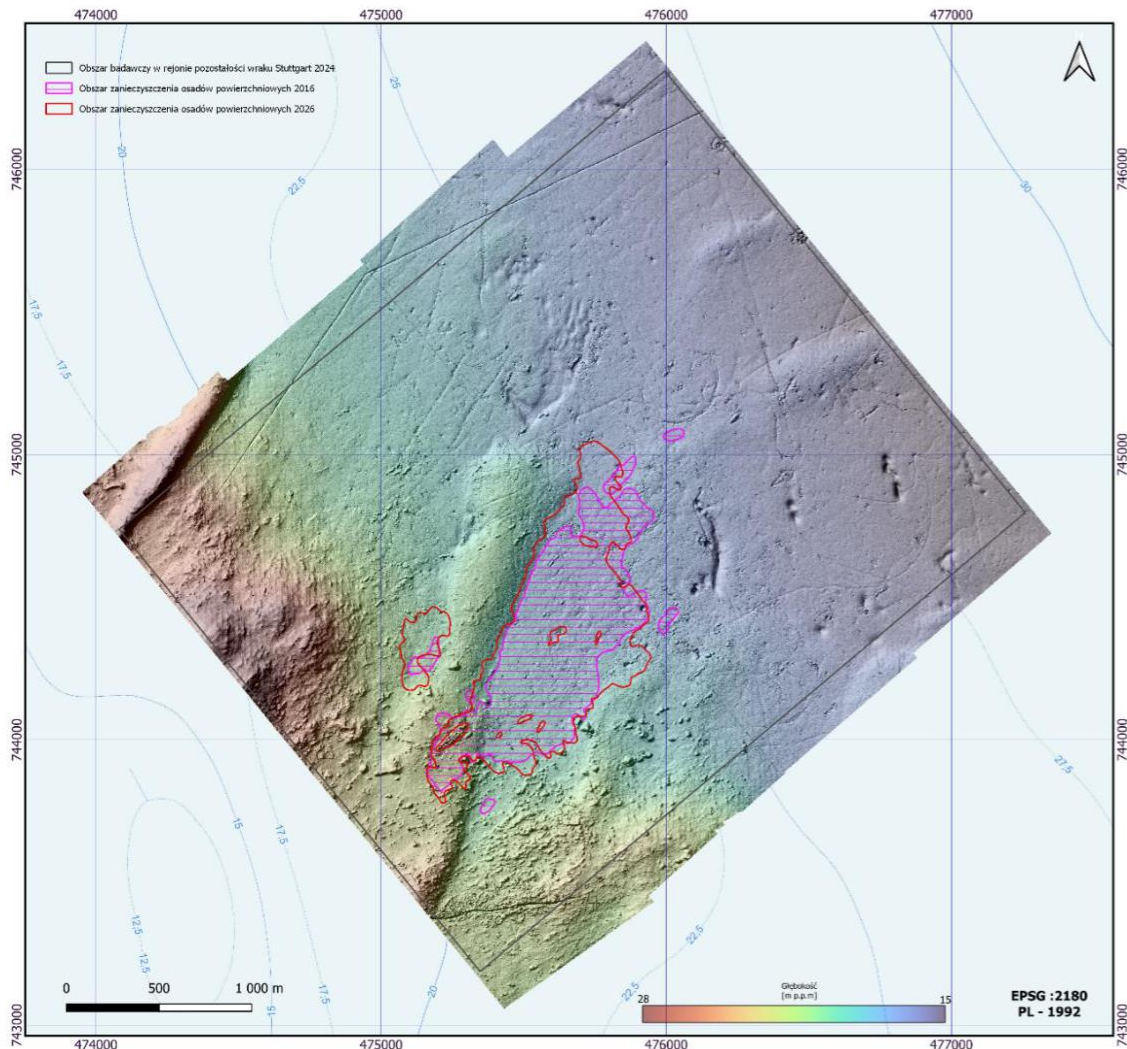 474000 475000 476000 477000
Obszar badawczy w rejonie pozostałości wraku Stuttgart 2024
Obszar zanieczyszczenia osadów powierzchniowych 2016
Obszar zanieczyszczenia osadów powierzchniowych 2026
25
20
22,5
30
746000 746000
17,5
17,5
745000 745000
744000 744000
27,5
15
17,5
12,5
12,5
17,5
15
20
22,5
22,5
0 500 1 000 m
Głębokość
[m p.p.m]
28 15
EPSG :2180
PL - 1992
743000 743000
474000 475000 476000 477000